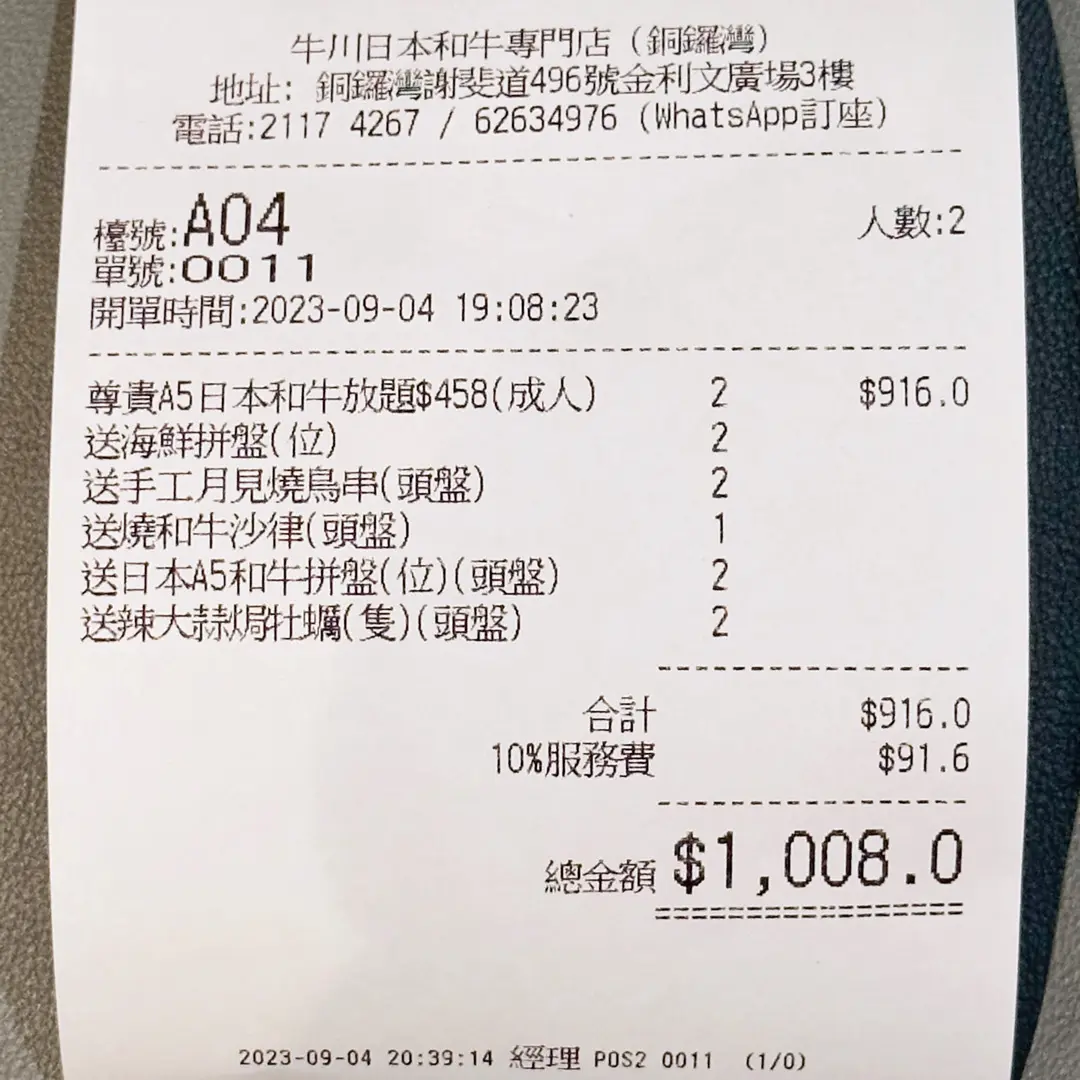 牛川日本和牛專門店 (銅鑼灣)
地址: 銅鑼灣謝斐道496號金利文廣場3樓
電話:2117 4267 / 62634976 (WhatsApp訂座)
檯號:A04 人數:2
單號:0011
開單時間:2023-09-04 19:08:23
尊貴A5日本和牛放題$458(成人) 2 $916.0
送海鮮拼盤(位) 2
送手工月見燒鳥串(頭盤) 2
送燒和牛沙律(頭盤) 1
送日本A5和牛拼盤(位)(頭盤) 2
送辣大蒜焗牡蠣(隻)(頭盤) 2
合計 $916.0
10%服務費 $91.6
總金額 $1,008.0
2023-09-04 20:39:14 經理 POS2 0011 (1/0)